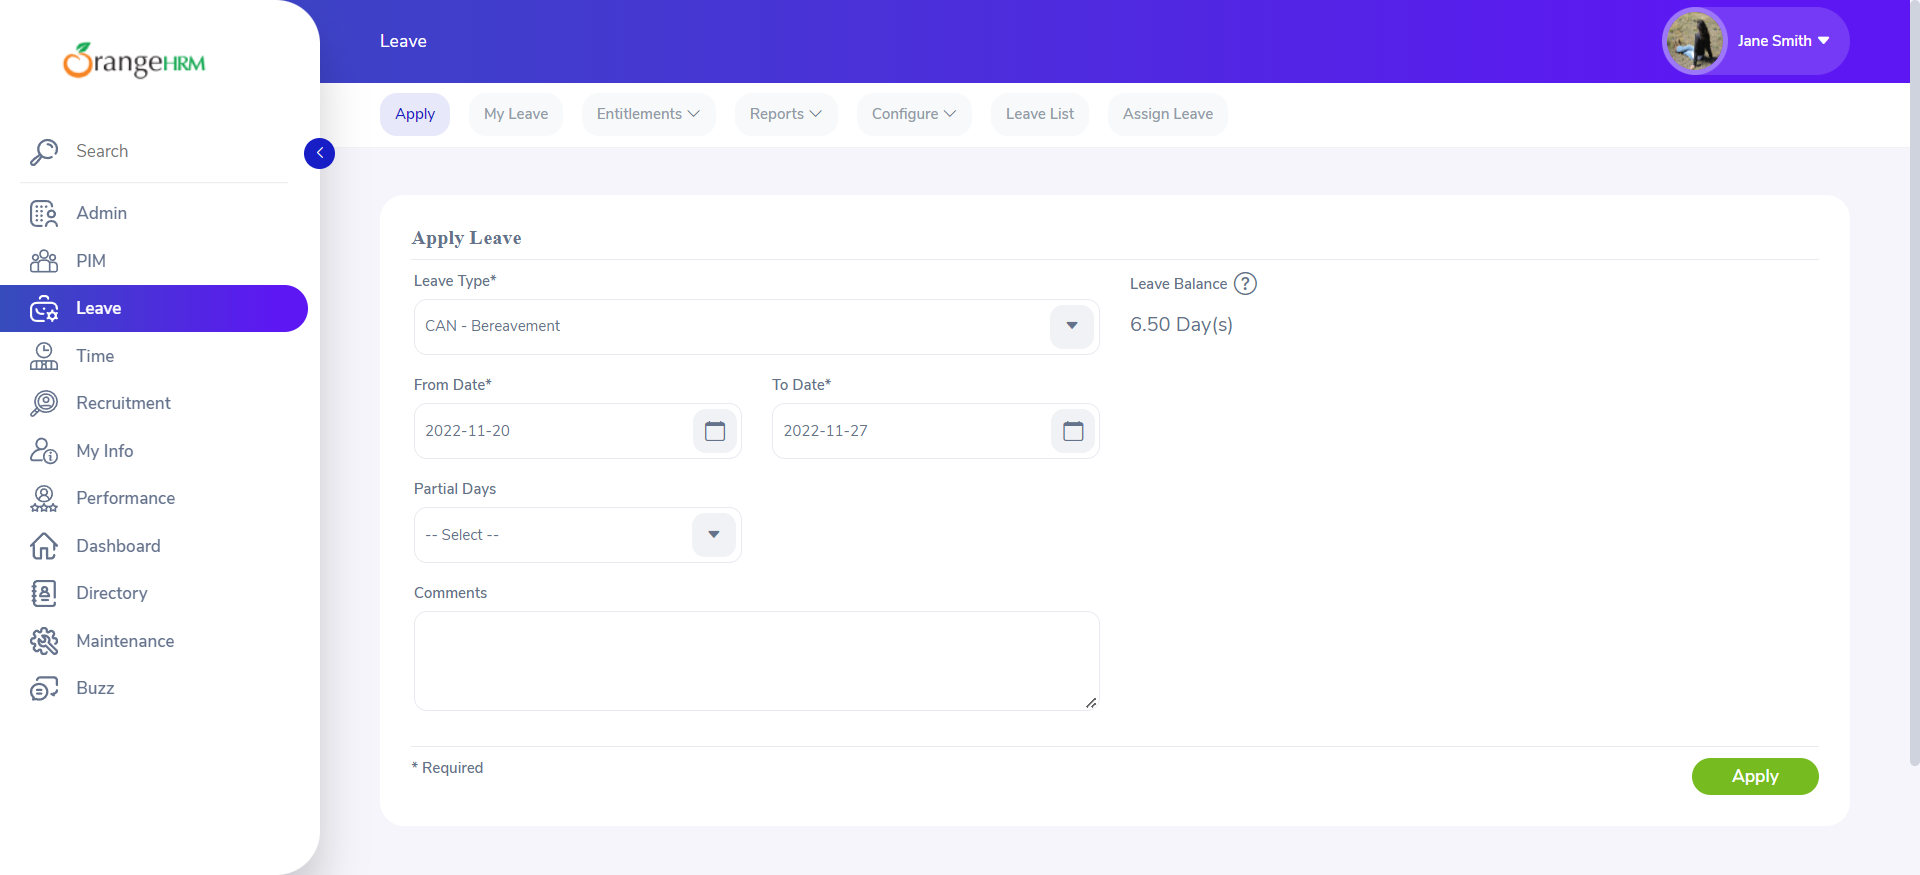 OrangeHRM
Search
Admin
PIM
Leave
Time
Recruitment
My Info
Performance
Dashboard
Directory
Maintenance
Buzz
Leave
Jane Smith
Apply
My Leave
Entitlements
Reports
Configure
Leave List
Assign Leave
Apply Leave
Leave Type*
CAN - Bereavement
Leave Balance ?
6.50 Day(s)
From Date*
2022-11-20
To Date*
2022-11-27
Partial Days
-- Select --
Comments
* Required
Apply